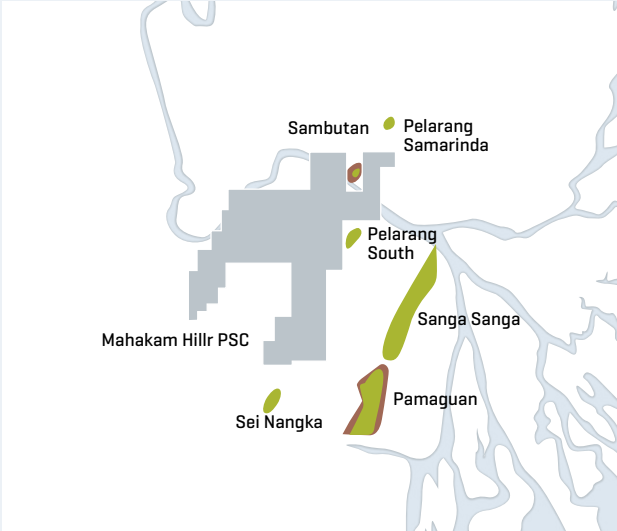 Sambutan
Pelarang
Samarinda
Pelarang
South
Sanga Sanga
Mahakam Hillr PSC
Pamaguan
Sei Nangka